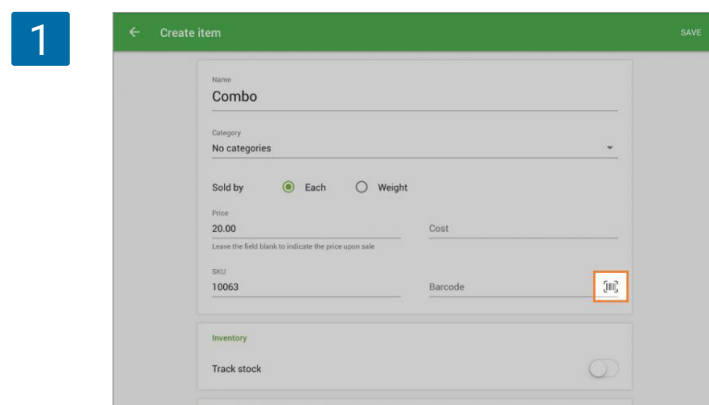 1
Create item
SAVE
Name
Combo
Category
No categories
Sold by Each Weight
Price
20.00 Cost
Leave the field blank to indicate the price upon sale
SKU
10063 Barcode
Inventory
Track stock